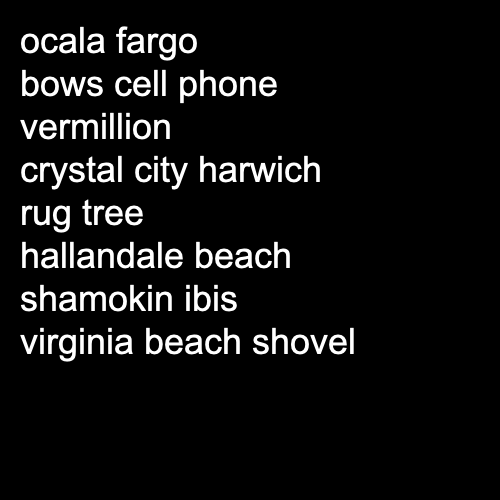 ocala fargo
bows cell phone
vermillion
crystal city harwich
rug tree
hallandale beach
shamokin ibis
virginia beach shovel